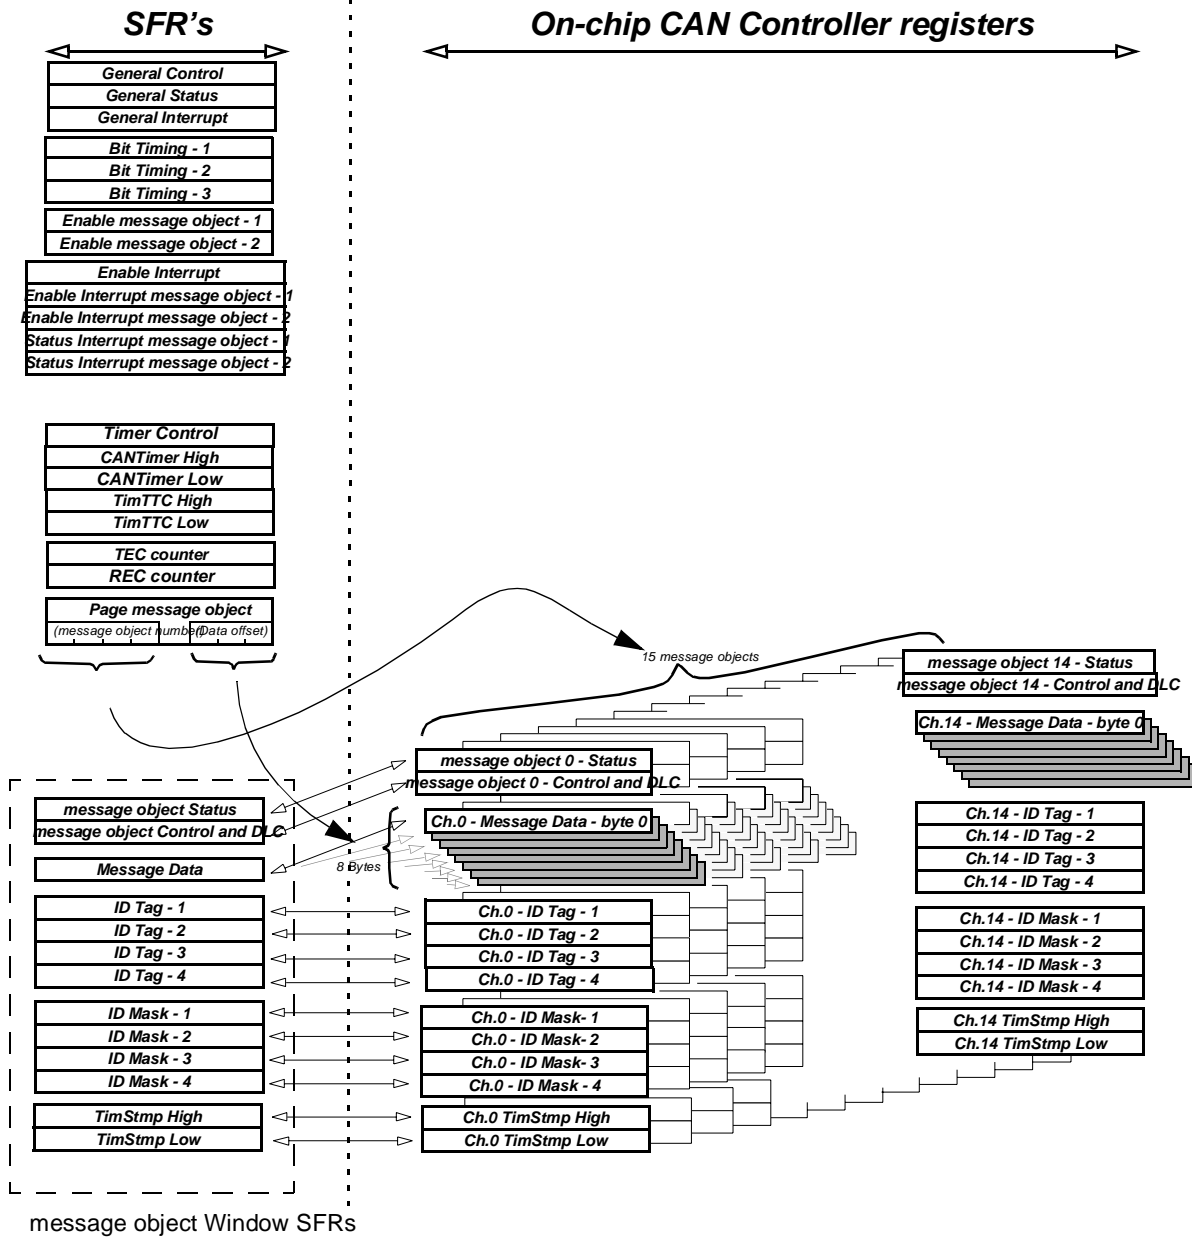 SFR's
On-chip CAN Controller registers
General Control
General Status
General Interrupt
Bit Timing - 1
Bit Timing - 2
Bit Timing - 3
Enable message object - 1
Enable message object - 2
Enable Interrupt
Enable Interrupt message object - 1
Enable Interrupt message object - 2
Status Interrupt message object - 1
Status Interrupt message object - 2
Timer Control
CANTimer High
CANTimer Low
TimTTC High
TimTTC Low
TEC counter
REC counter
Page message object
(message object number)
(Data offset)
message object Status
message object Control and DLC
Message Data
ID Tag - 1
ID Tag - 2
ID Tag - 3
ID Tag - 4
ID Mask - 1
ID Mask - 2
ID Mask - 3
ID Mask - 4
TimStmp High
TimStmp Low
message object Window SFRs
15 message objects
8 Bytes
message object 0 - Status
message object 0 - Control and DLC
Ch.0 - Message Data - byte 0
Ch.0 - ID Tag - 1
Ch.0 - ID Tag - 2
Ch.0 - ID Tag - 3
Ch.0 - ID Tag - 4
Ch.0 - ID Mask- 1
Ch.0 - ID Mask- 2
Ch.0 - ID Mask- 3
Ch.0 - ID Mask - 4
Ch.0 TimStmp High
Ch.0 TimStmp Low
message object 14 - Status
message object 14 - Control and DLC
Ch.14 - Message Data - byte 0
Ch.14 - ID Tag - 1
Ch.14 - ID Tag - 2
Ch.14 - ID Tag - 3
Ch.14 - ID Tag - 4
Ch.14 - ID Mask - 1
Ch.14 - ID Mask - 2
Ch.14 - ID Mask - 3
Ch.14 - ID Mask - 4
Ch.14 TimStmp High
Ch.14 TimStmp Low